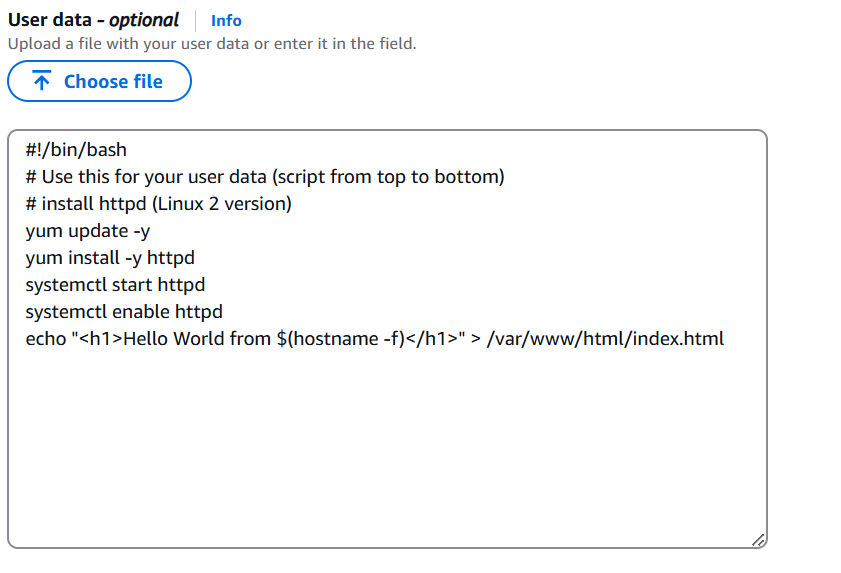 User data - optional Info
Upload a file with your user data or enter it in the field.
Choose file
#!/bin/bash
# Use this for your user data (script from top to bottom)
# install httpd (Linux 2 version)
yum update -y
yum install -y httpd
systemctl start httpd
systemctl enable httpd
echo "<h1>Hello World from $(hostname -f)</h1>" > /var/www/html/index.html